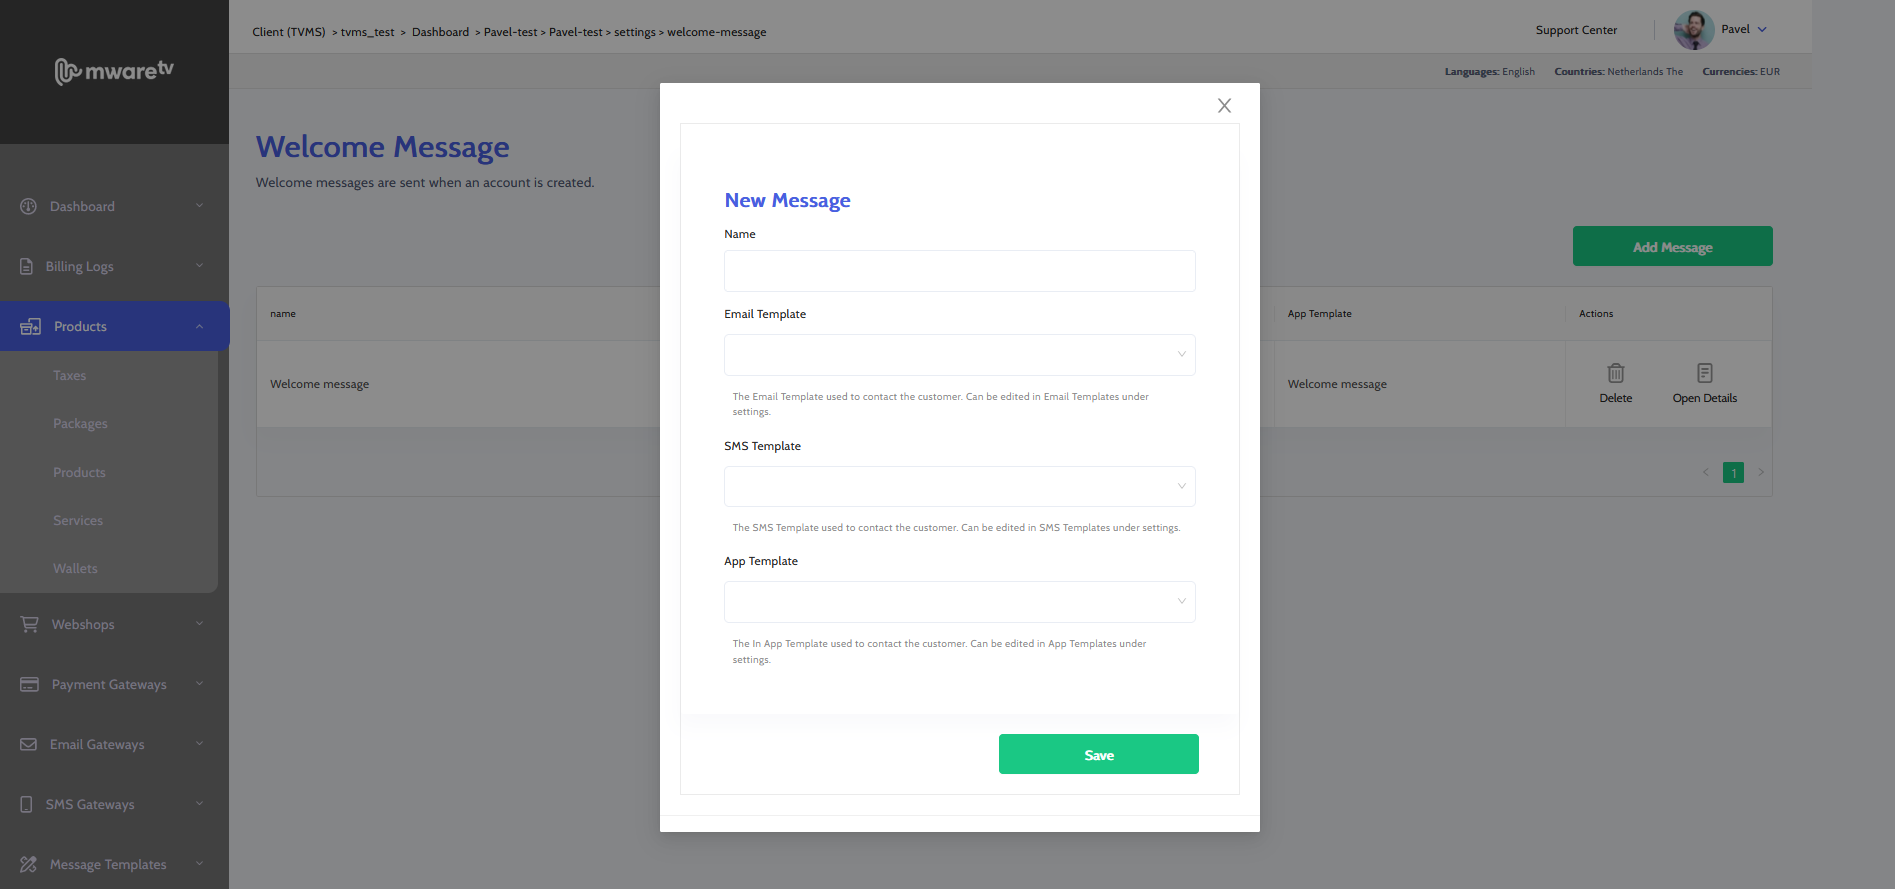 mwaretv
Client (TVMS) > tvms_test > Dashboard > Pavel-test > Pavel-test > settings > welcome-message
Support Center
Pavel
Languages: English Countries: Netherlands The Currencies: EUR
Dashboard
Billing Logs
Products
Taxes
Packages
Products
Services
Wallets
Webshops
Payment Gateways
Email Gateways
SMS Gateways
Message Templates
Welcome Message
Welcome messages are sent when an account is created.
Add Message
name
App Template
Actions
Welcome message
Welcome message
Delete
Open Details
< 1 >
New Message
Name
Email Template
The Email Template used to contact the customer. Can be edited in Email Templates under
settings.
SMS Template
The SMS Template used to contact the customer. Can be edited in SMS Templates under settings.
App Template
The In App Template used to contact the customer. Can be edited in App Templates under
settings.
Save